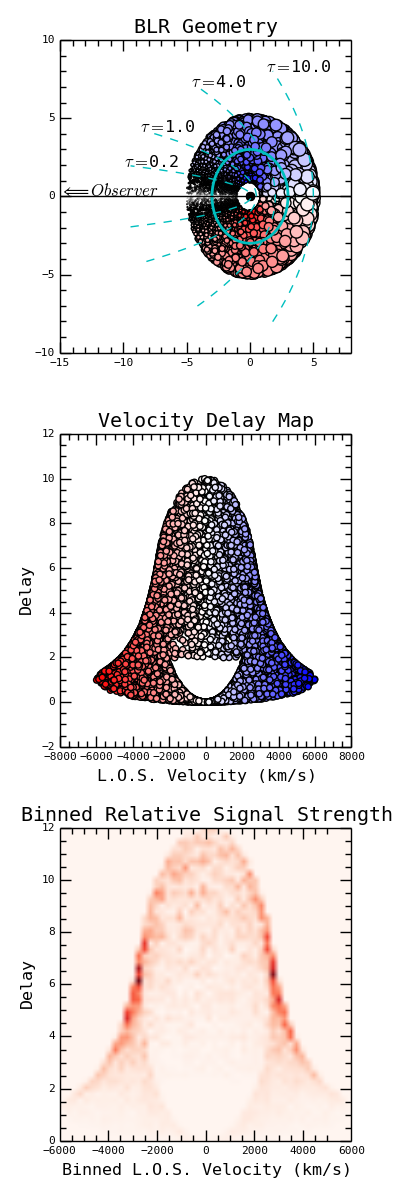 BLR Geometry
10
5
0
−5
−10
τ=10.0
τ=4.0
τ=1.0
τ=0.2
⟸Observer
−15 −10 −5 0 5
Velocity Delay Map
12
10
8
6
4
2
0
−2
Delay
−8000 −6000 −4000 −2000 0 2000 4000 6000 8000
L.O.S. Velocity (km/s)
Binned Relative Signal Strength
12
10
8
6
4
2
0
Delay
−6000 −4000 −2000 0 2000 4000 6000
Binned L.O.S. Velocity (km/s)